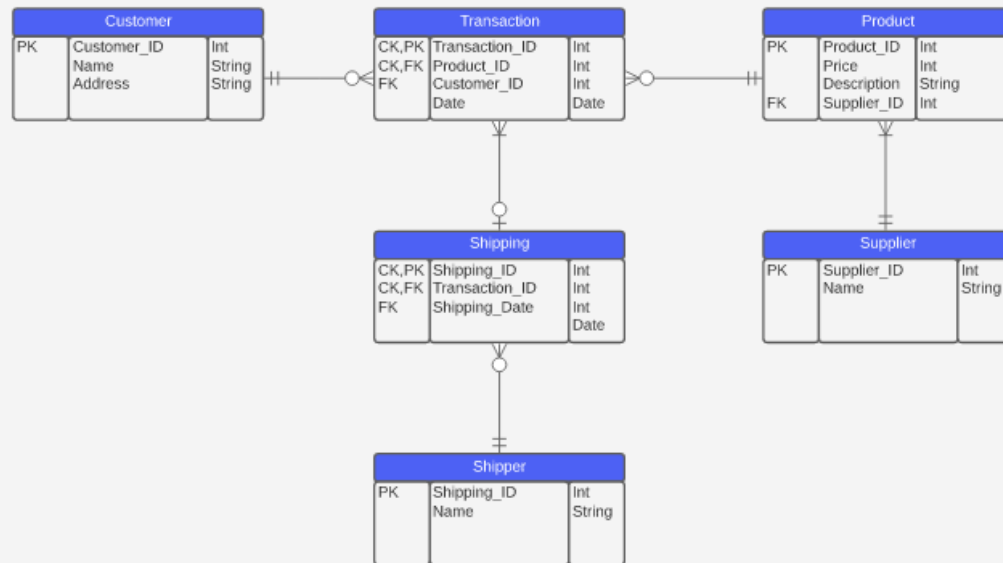 Customer
PK Customer_ID Int
Name String
Address String
Transaction
CK,PK Transaction_ID Int
CK,FK Product_ID Int
FK Customer_ID Int
Date Date
Product
PK Product_ID Int
Price Int
Description String
FK Supplier_ID Int
Shipping
CK,PK Shipping_ID Int
CK,FK Transaction_ID Int
FK Shipping_Date Int
Date
Supplier
PK Supplier_ID Int
Name String
Shipper
PK Shipping_ID Int
Name String